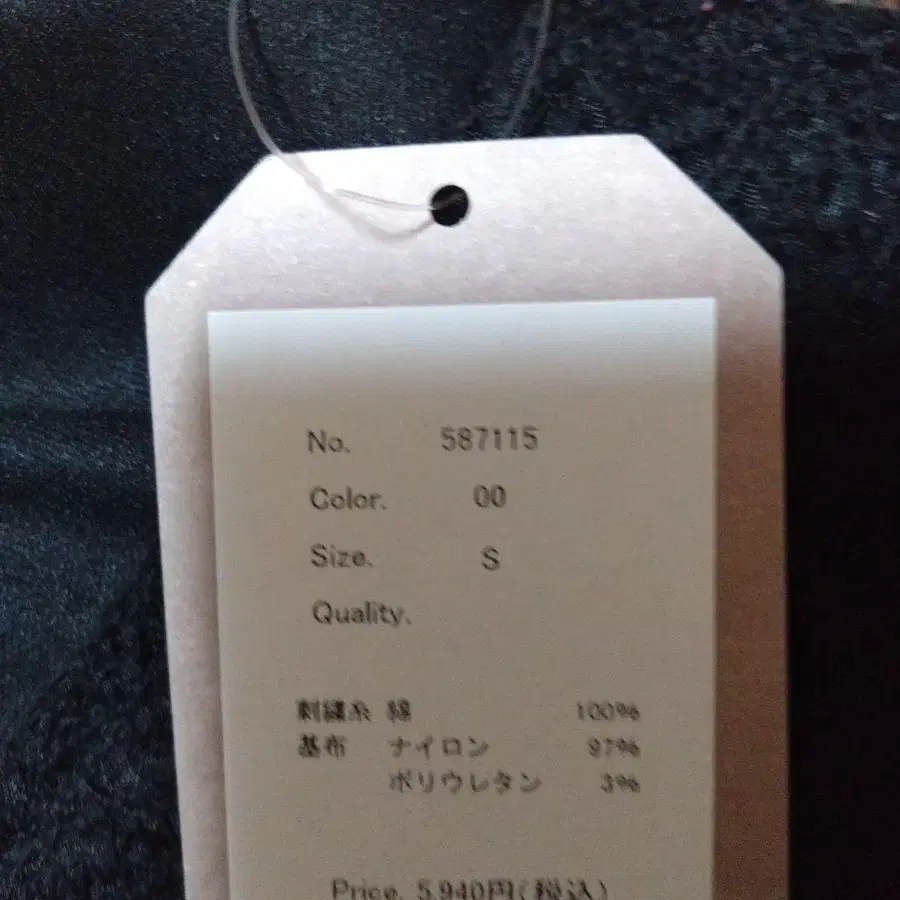 No. 587115
Color. 00
Size. S
Quality.
刺繍糸 綿 100%
基布 ナイロン 97%
ポリウレタン 3%
Price. 5,940円(税込)